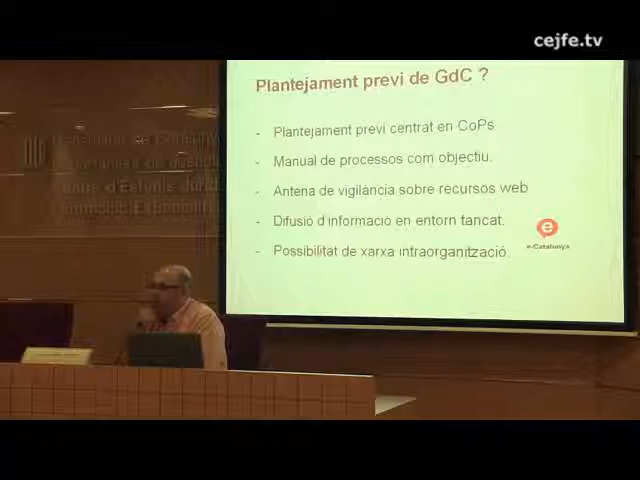 cejfe.tv
Plantejament previ de GdC ?
- Plantejament previ centrat en CoPs
- Manual de processos com objectiu.
- Antena de vigilància sobre recursos web
- Difusió d informació en entorn tancat.
- Possibilitat de xarxa intraorganització.
e
e-Catalunya